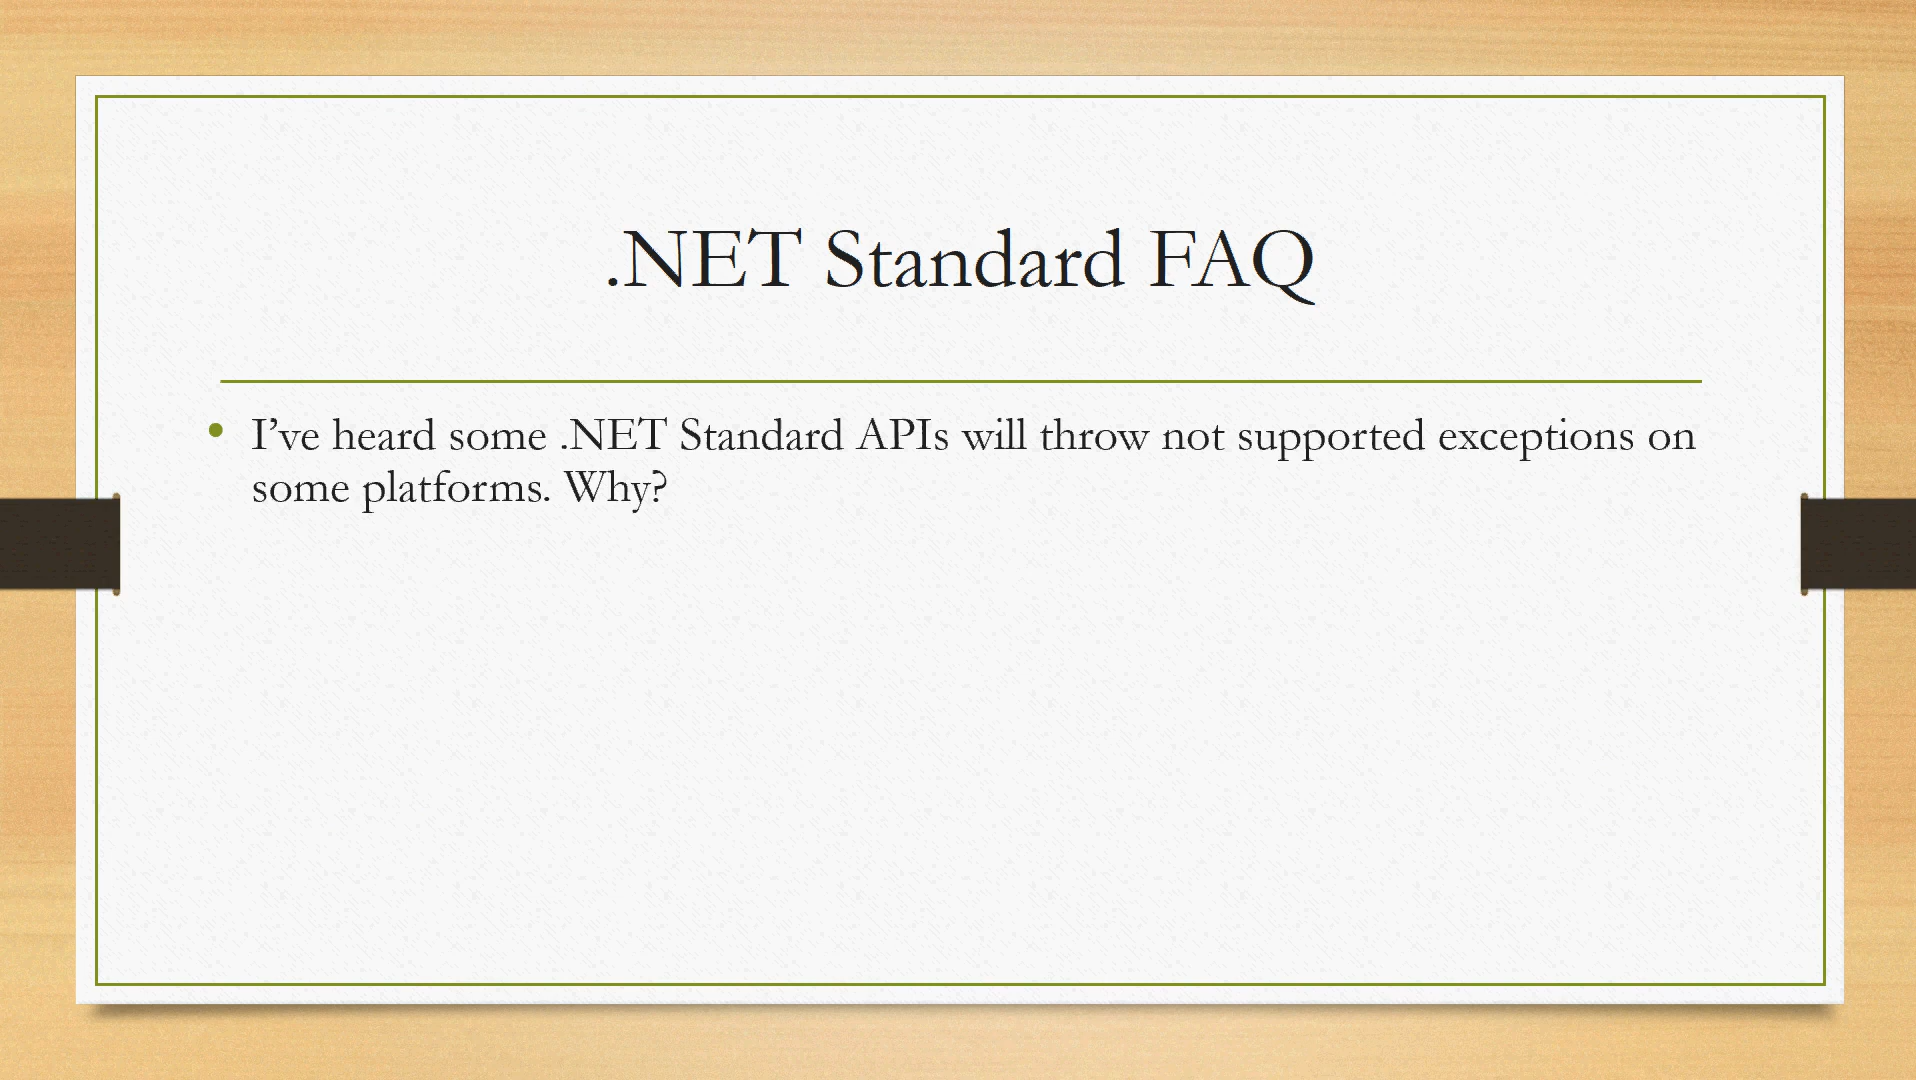 .NET Standard FAQ
• I’ve heard some .NET Standard APIs will throw not supported exceptions on
some platforms. Why?